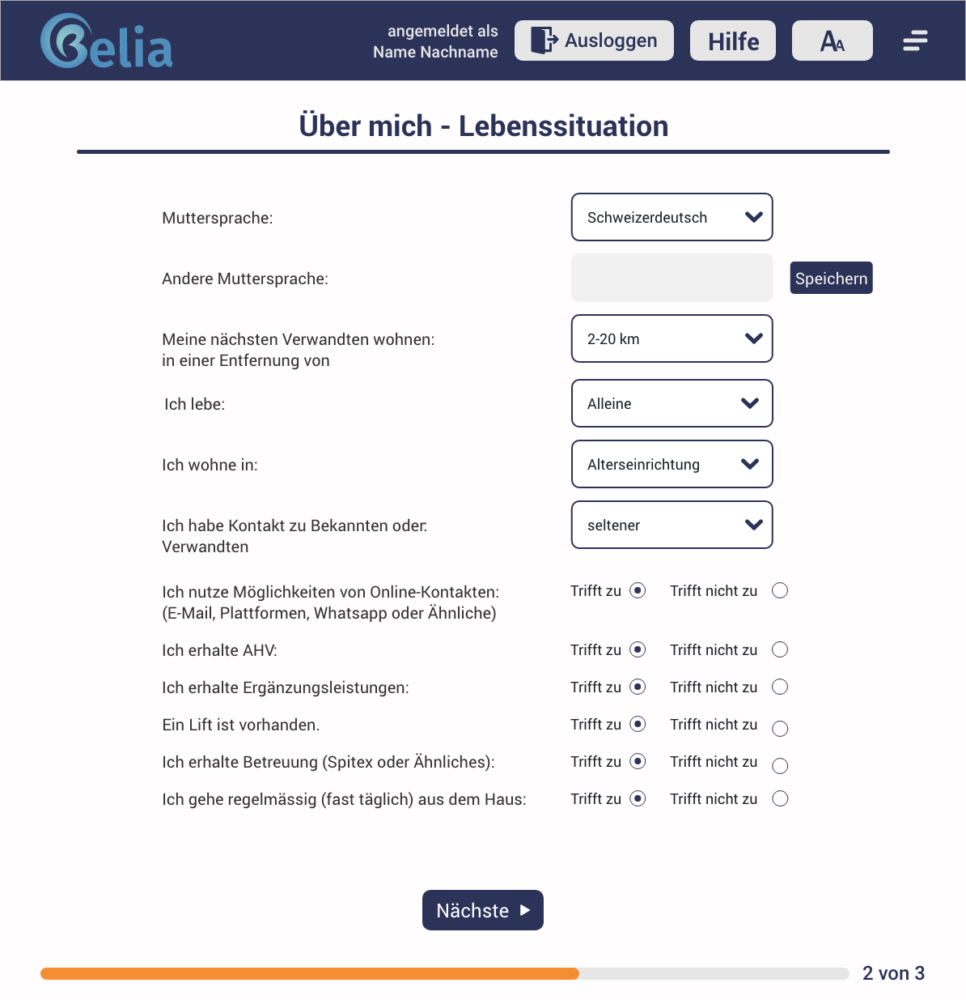 Belia
angemeldet als
Name Nachname
Ausloggen
Hilfe
AA
Über mich - Lebenssituation
Muttersprache:
Schweizerdeutsch
Andere Muttersprache:
Speichern
Meine nächsten Verwandten wohnen:
in einer Entfernung von
2-20 km
Ich lebe:
Alleine
Ich wohne in:
Alterseinrichtung
Ich habe Kontakt zu Bekannten oder:
Verwandten
seltener
Ich nutze Möglichkeiten von Online-Kontakten:
(E-Mail, Plattformen, Whatsapp oder Ähnliche)
Trifft zu Trifft nicht zu
Ich erhalte AHV: Trifft zu Trifft nicht zu
Ich erhalte Ergänzungsleistungen: Trifft zu Trifft nicht zu
Ein Lift ist vorhanden. Trifft zu Trifft nicht zu
Ich erhalte Betreuung (Spitex oder Ähnliches): Trifft zu Trifft nicht zu
Ich gehe regelmässig (fast täglich) aus dem Haus: Trifft zu Trifft nicht zu
Nächste
2 von 3